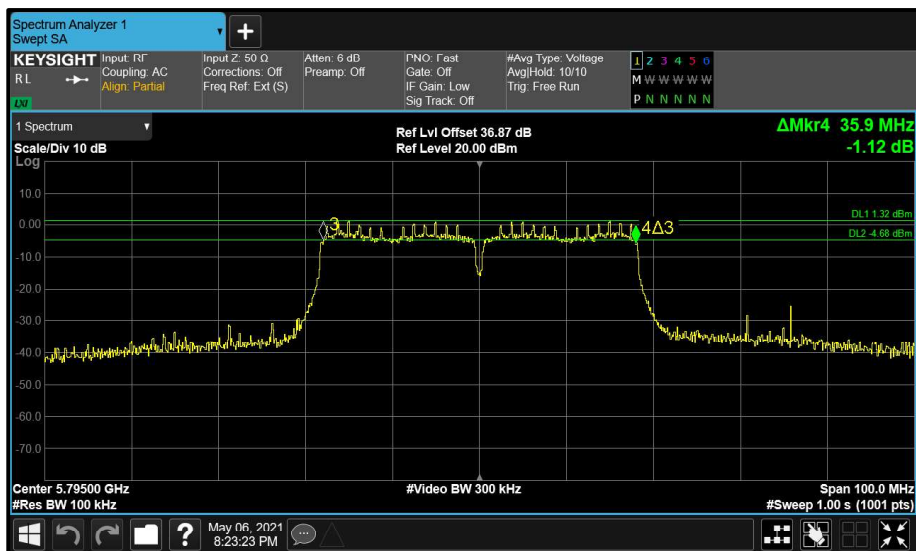 Spectrum Analyzer 1
Swept SA
KEYSIGHT
RL
LXI
Input: RF
Coupling: AC
Align: Partial
Input Z: 50 Ω
Corrections: Off
Freq Ref: Ext (S)
Atten: 6 dB
Preamp: Off
PNO: Fast
Gate: Off
IF Gain: Low
Sig Track: Off
#Avg Type: Voltage
Avg|Hold: 10/10
Trig: Free Run
1 2 3 4 5 6
M W W W W W
P N N N N N
1 Spectrum
Scale/Div 10 dB
Log
Ref Lvl Offset 36.87 dB
Ref Level 20.00 dBm
ΔMkr4 35.9 MHz
-1.12 dB
10.0
0.00
-10.0
-20.0
-30.0
-40.0
-50.0
-60.0
-70.0
3
4Δ3
DL1 1.32 dBm
DL2 -4.68 dBm
Center 5.79500 GHz
#Res BW 100 kHz
#Video BW 300 kHz
Span 100.0 MHz
#Sweep 1.00 s (1001 pts)
?
May 06, 2021
8:23:23 PM